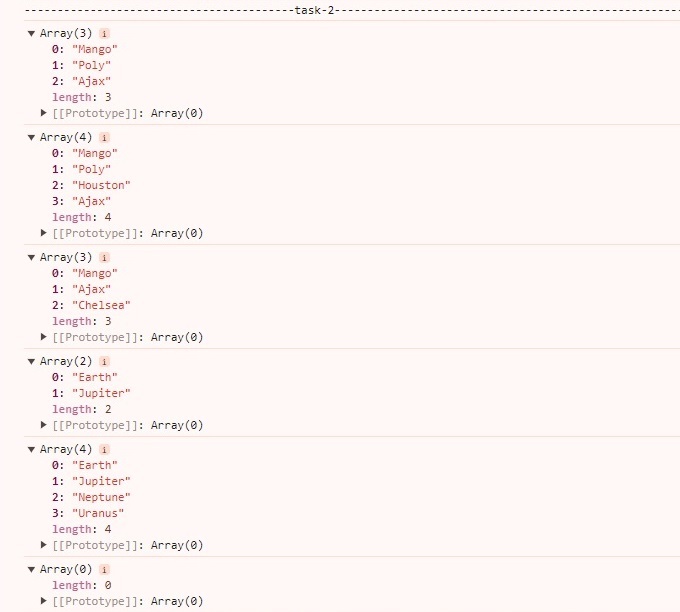 -----------------------------------------task-2----------------------------------------------------
▼ Array(3) i
0: "Mango"
1: "Poly"
2: "Ajax"
length: 3
▶ [[Prototype]]: Array(0)
▼ Array(4) i
0: "Mango"
1: "Poly"
2: "Houston"
3: "Ajax"
length: 4
▶ [[Prototype]]: Array(0)
▼ Array(3) i
0: "Mango"
1: "Ajax"
2: "Chelsea"
length: 3
▶ [[Prototype]]: Array(0)
▼ Array(2) i
0: "Earth"
1: "Jupiter"
length: 2
▶ [[Prototype]]: Array(0)
▼ Array(4) i
0: "Earth"
1: "Jupiter"
2: "Neptune"
3: "Uranus"
length: 4
▶ [[Prototype]]: Array(0)
▼ Array(0) i
length: 0
▶ [[Prototype]]: Array(0)